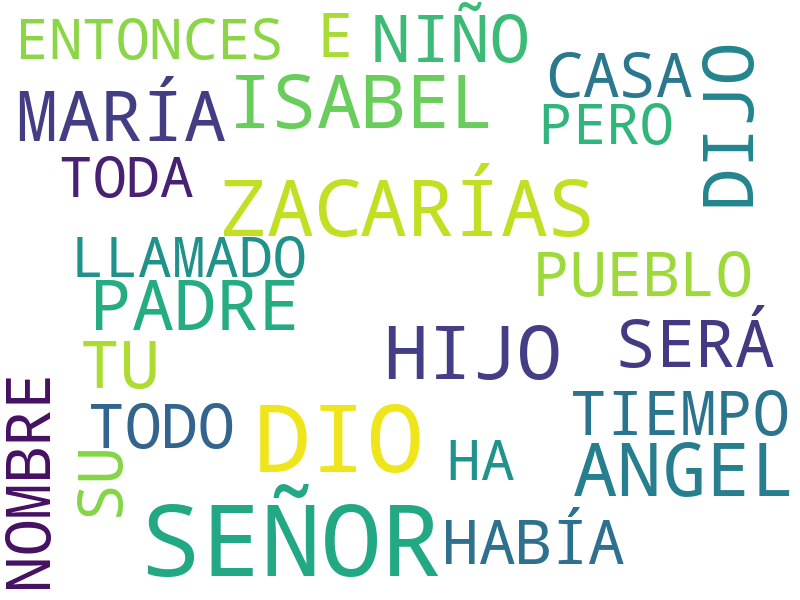 ENTONCES E NIÑO
CASA
DIJO
MARÍA ISABEL
PERO
TODA
ZACARÍAS
LLAMADO
PUEBLO
PADRE
HIJO SERÁ
TU
NOMBRE
TODO DIO TIEMPO
HA ANGEL
SU
SEÑOR HABÍA